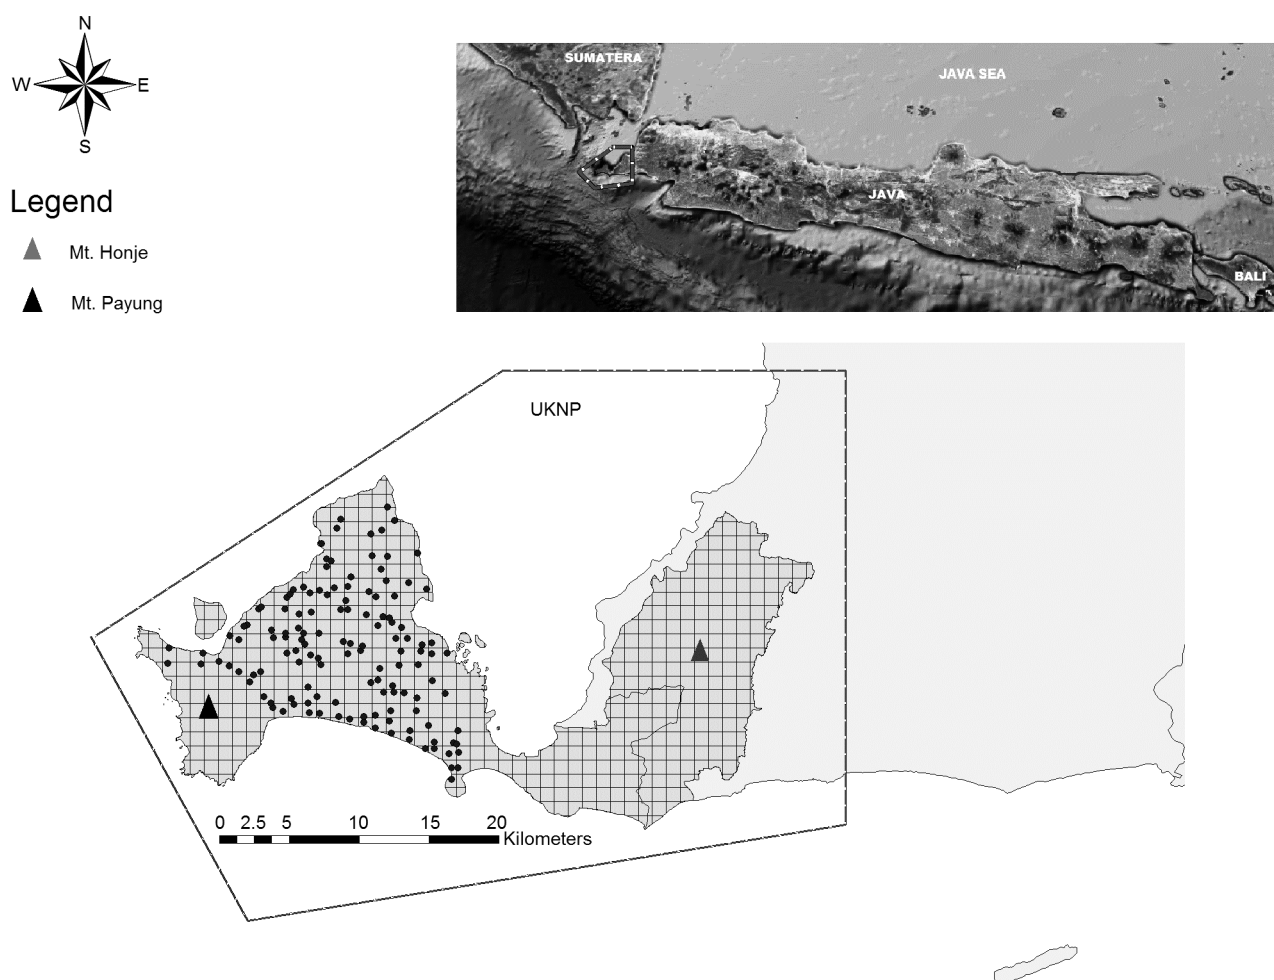 N
W E
S
Legend
Mt. Honje
Mt. Payung
SUMATERA
JAVA SEA
JAVA
BALI
UKNP
0 2.5 5 10 15 20
Kilometers